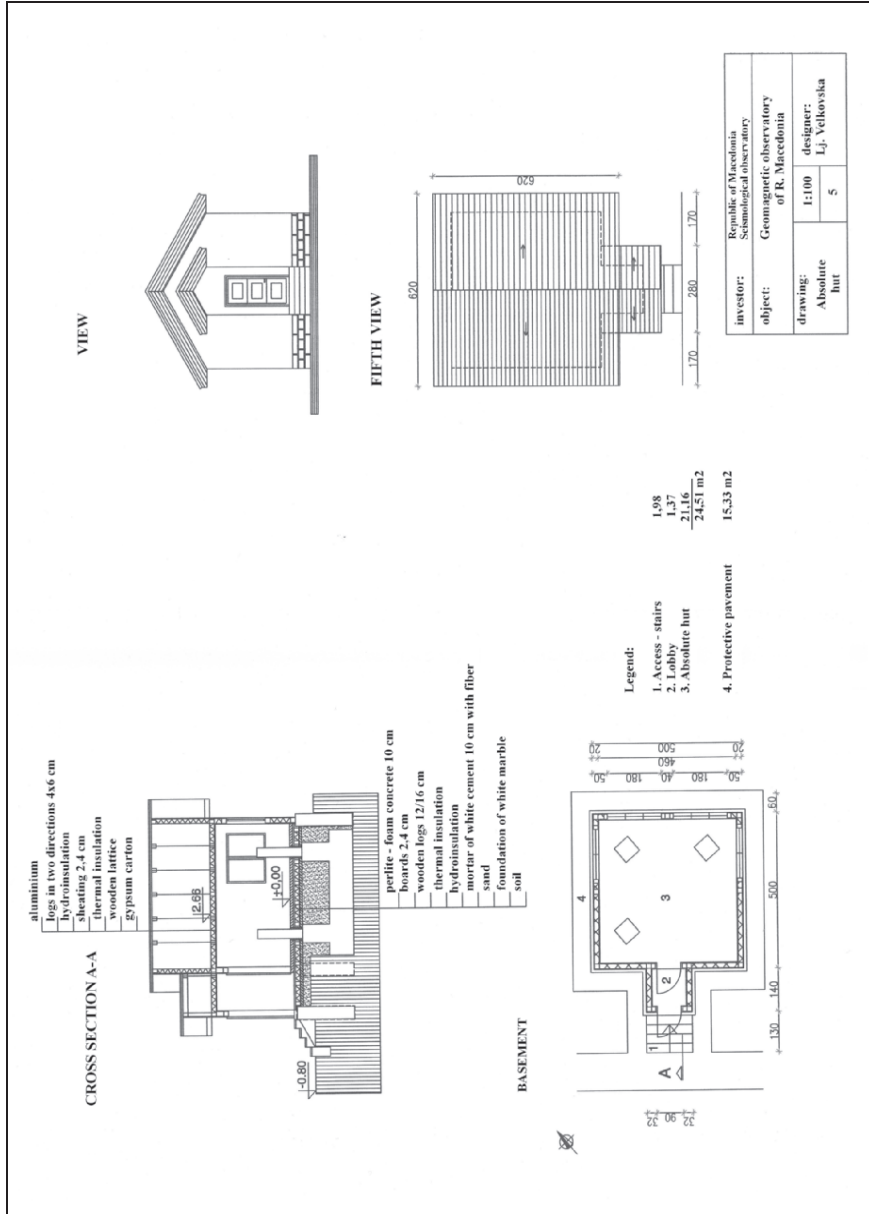 CROSS SECTION A-A
aluminium
logs in two directions 4x6 cm
hydroinsulation
sheating 2,4 cm
thermal insulation
wooden lattice
gypsum carton
2.68
±0,00
-0.80
perlite - foam concrete 10 cm
boards 2,4 cm
wooden logs 12/16 cm
thermal insulation
hydroinsulation
mortar of white cement 10 cm with fiber
sand
foundation of white marble
soil
VIEW
BASEMENT
1
2
3
4
A
32
90
32
130
140
500
60
50
180
40
180
50
460
20
500
20
Legend:
1. Access - stairs 1,98
2. Lobby 1,37
3. Absolute hut 21,16
24,51 m2
4. Protective pavement 15,33 m2
FIFTH VIEW
620
620
170
280
170
investor: Republic of Macedonia
Seismological observatory
object: Geomagnetic observatory
of R. Macedonia
drawing: 1:100 designer:
Absolute Lj. Velkovska
hut 5